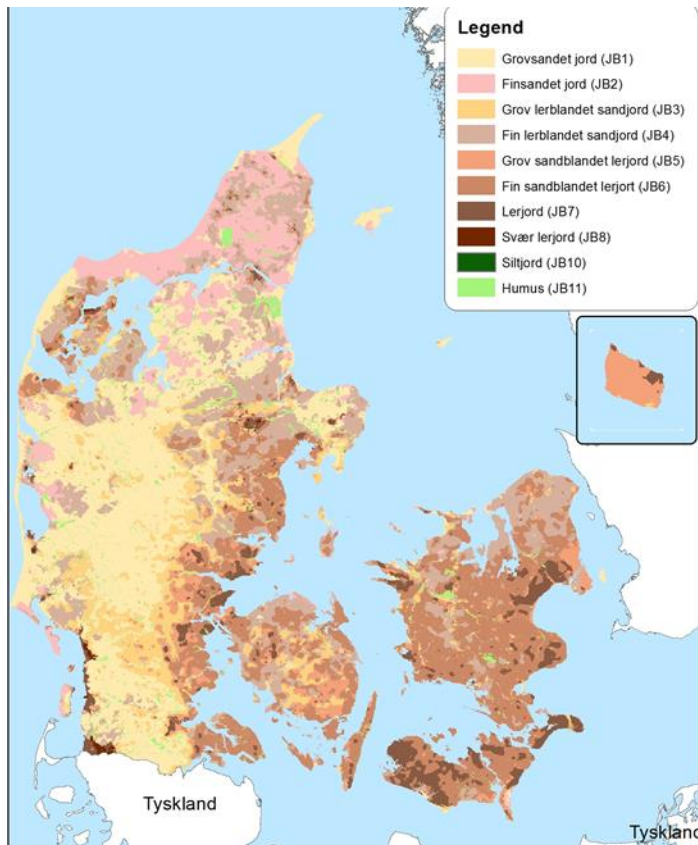 Legend
Grovsandet jord (JB1)
Finsandet jord (JB2)
Grov lerblandet sandjord (JB3)
Fin lerblandet sandjord (JB4)
Grov sandblandet lerjord (JB5)
Fin sandblandet lerjort (JB6)
Lerjord (JB7)
Svær lerjord (JB8)
Siltjord (JB10)
Humus (JB11)
Tyskland
Tyskland